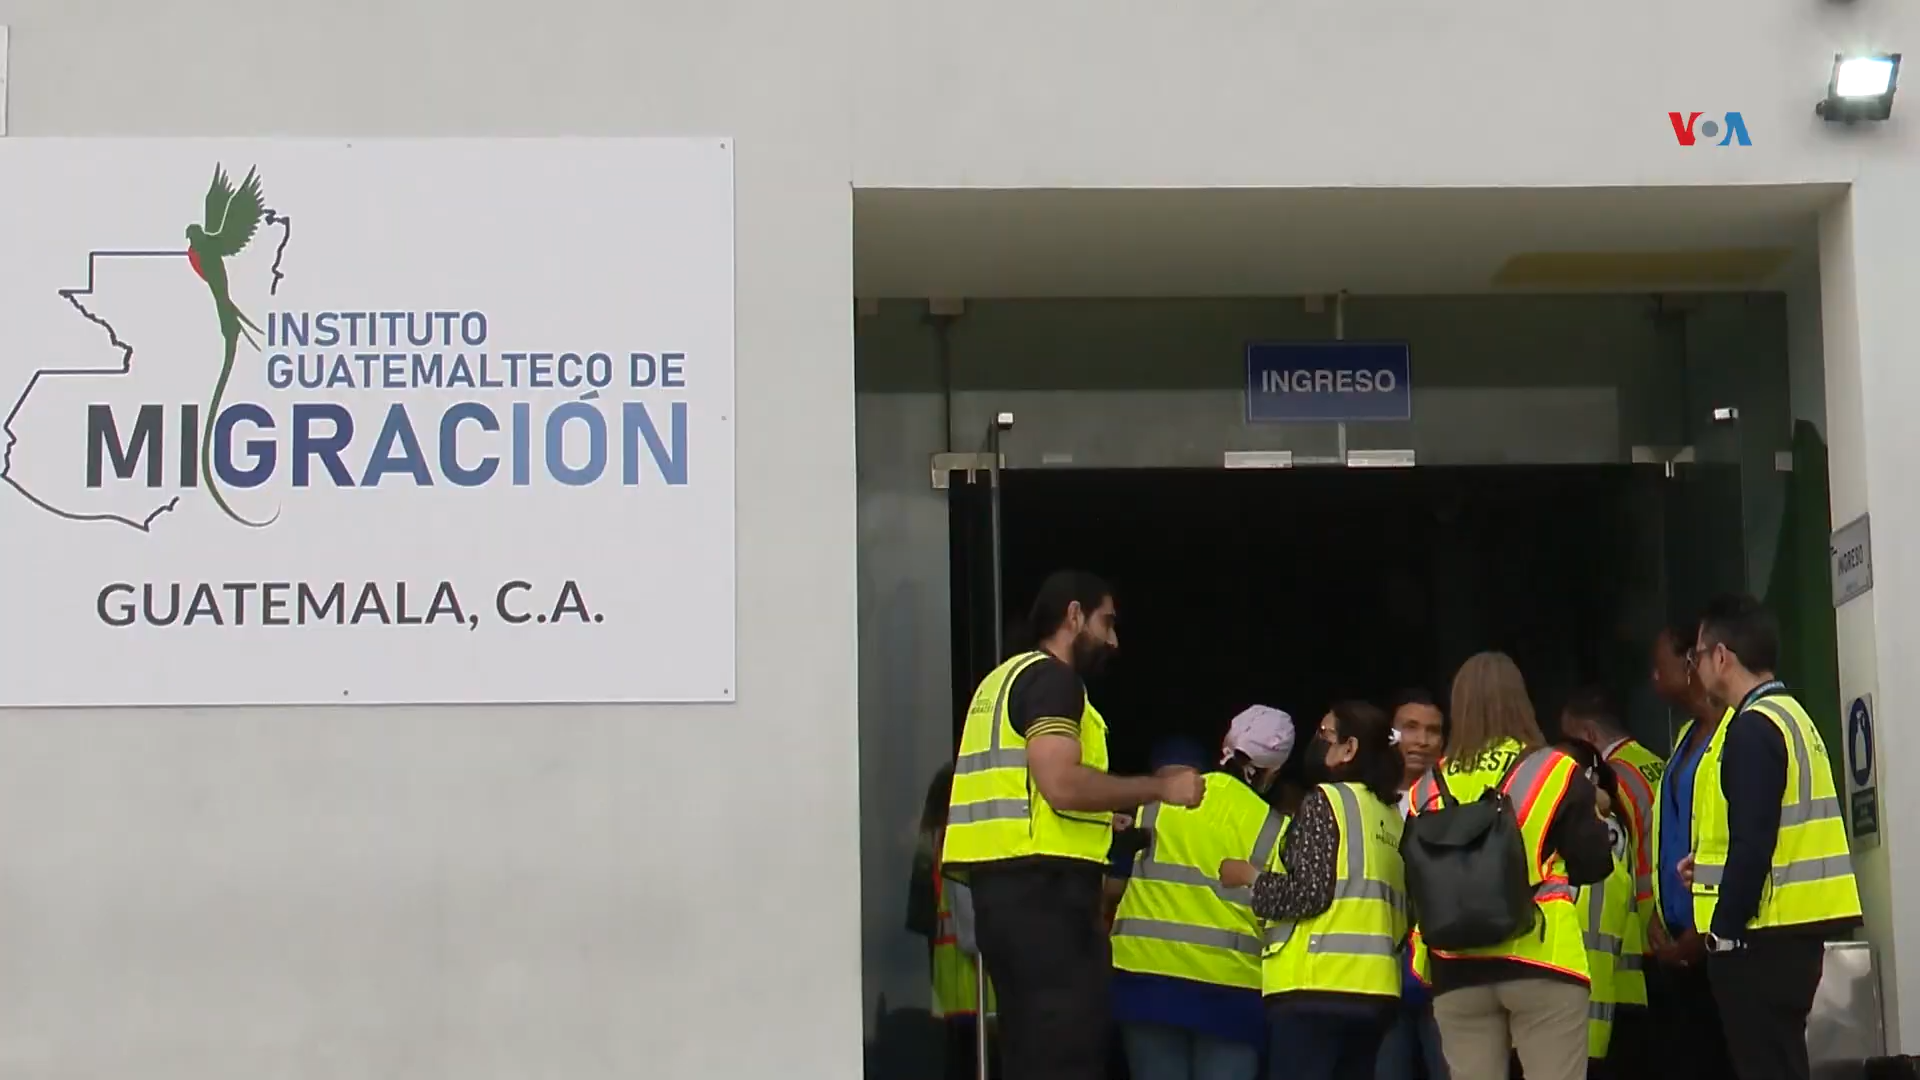 VOA
INSTITUTO
GUATEMALTECO DE
MIGRACIÓN
GUATEMALA, C.A.
INGRESO
INGRESO
GUEST